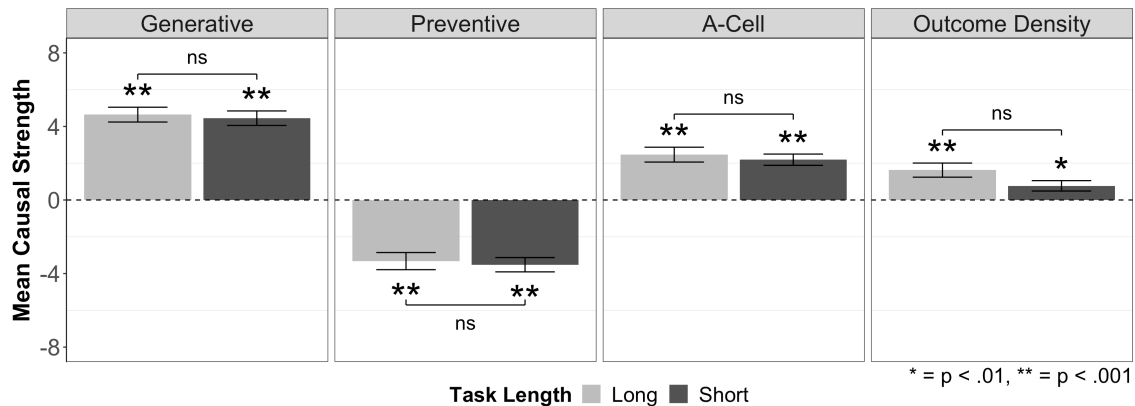 Generative
Preventive
A-Cell
Outcome Density
Mean Causal Strength
8
4
0
-4
-8
ns
** **
** **
ns
ns
** **
ns
** *
* = p < .01, ** = p < .001
Task Length Long Short